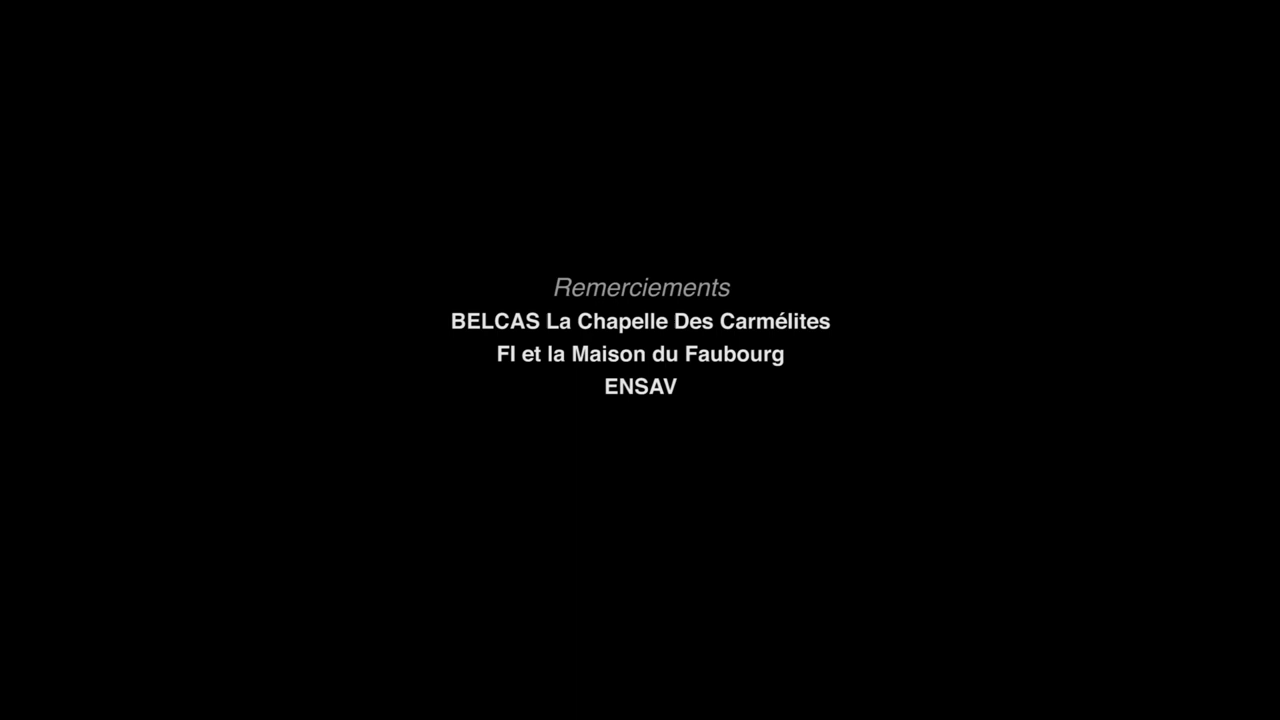 Remerciements
BELCAS La Chapelle Des Carmélites
FI et la Maison du Faubourg
ENSAV